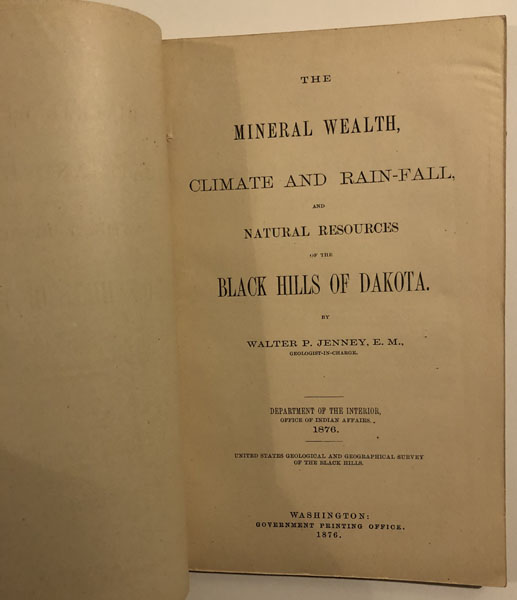 THE
MINERAL WEALTH,
CLIMATE AND RAIN-FALL,
AND
NATURAL RESOURCES
OF THE
BLACK HILLS OF DAKOTA.
BY
WALTER P. JENNEY, E. M.,
GEOLOGIST-IN-CHARGE.
DEPARTMENT OF THE INTERIOR,
OFFICE OF INDIAN AFFAIRS.,
1876.
UNITED STATES GEOLOGICAL AND GEOGRAPHICAL SURVEY
OF THE BLACK HILLS.
WASHINGTON:
GOVERNMENT PRINTING OFFICE.
1876.